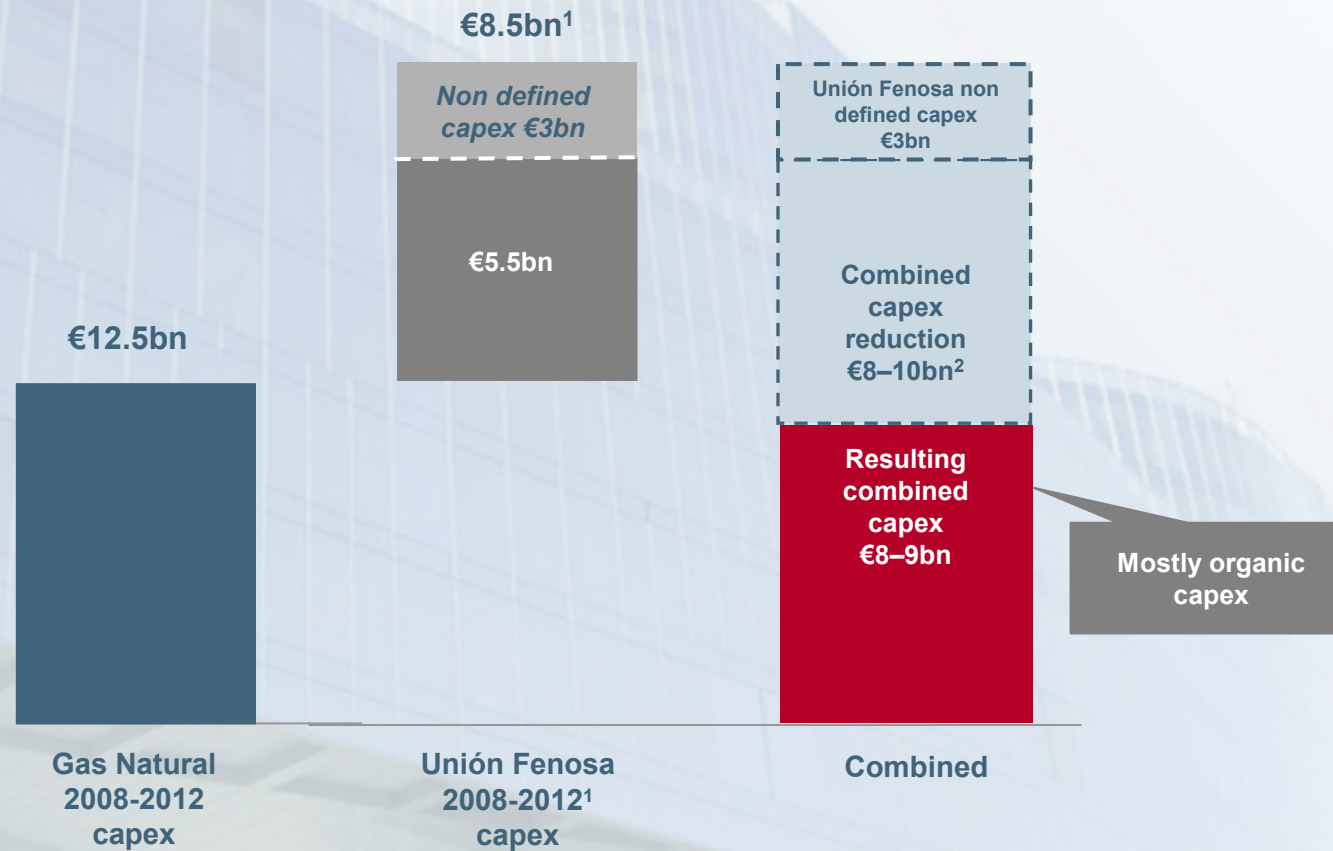 €8.5bn¹
Non defined
capex €3bn
€5.5bn
€12.5bn
Unión Fenosa non
defined capex
€3bn
Combined
capex
reduction
€8–10bn²
Resulting
combined
capex
€8–9bn
Mostly organic
capex
Gas Natural
2008-2012
capex
Unión Fenosa
2008-2012¹
capex
Combined